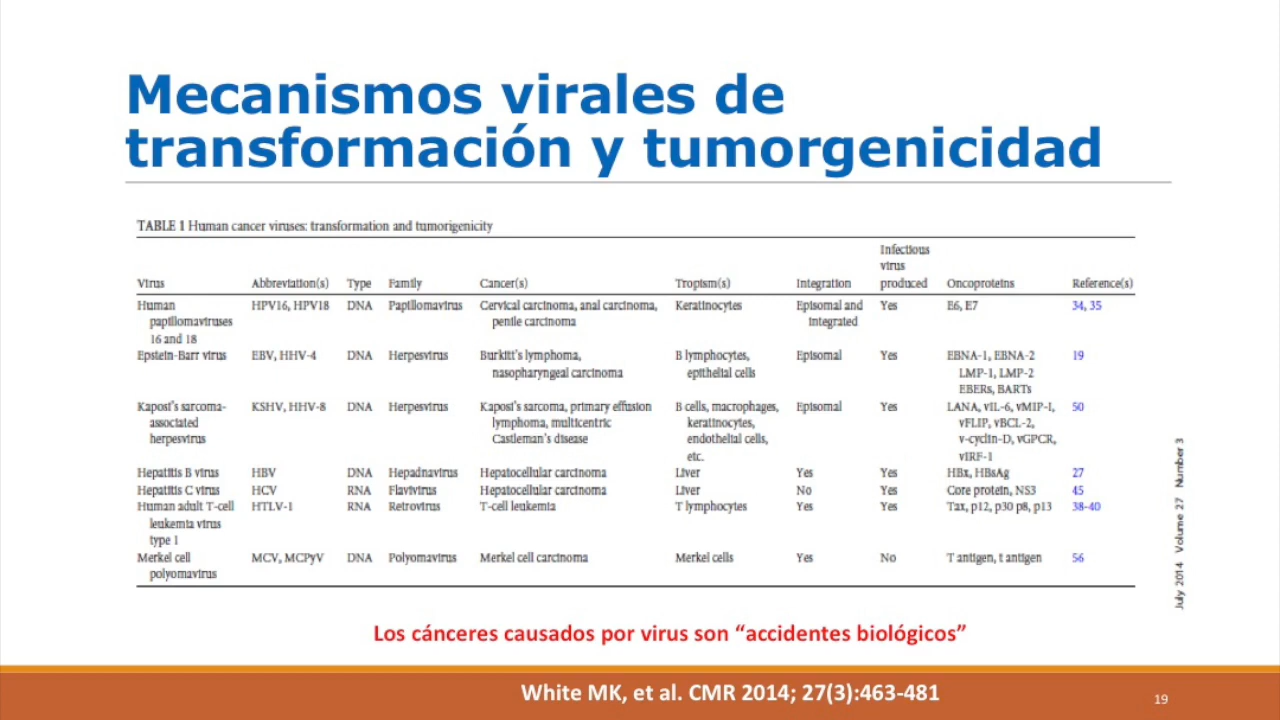 Mecanismos virales de
transformación y tumorgenicidad
TABLE 1 Human cancer viruses: transformation and tumorigenicity
Infectious
virus
Virus Abbreviation(s) Type Family Cancer(s) Tropism(s) Integration produced Oncoproteins Reference(s)
Human HPV16, HPV18 DNA Papillomavirus Cervical carcinoma, anal carcinoma, Keratinocytes Episomal and Yes E6, E7 34, 35
papillomaviruses penile carcinoma integrated
16 and 18
Epstein-Barr virus EBV, HHV-4 DNA Herpesvirus Burkitt's lymphoma, B lymphocytes, Episomal Yes EBNA-1, EBNA-2 19
nasopharyngeal carcinoma epithelial cells LMP-1, LMP-2
EBERs, BARTs
Kaposi's sarcoma- KSHV, HHV-8 DNA Herpesvirus Kaposi's sarcoma, primary effusion B cells, macrophages, Episomal Yes LANA, vIL-6, vMIP-I, 50
associated lymphoma, multicentric keratinocytes, vFLIP, vBCL-2,
herpesvirus Castleman's disease endothelial cells, v-cyclin-D, vGPCR,
etc. vIRF-1
Hepatitis B virus HBV DNA Hepadnavirus Hepatocellular carcinoma Liver Yes Yes HBx, HBsAg 27
Hepatitis C virus HCV RNA Flavivirus Hepatocellular carcinoma Liver No Yes Core protein, NS3 45
Human adult T-cell HTLV-1 RNA Retrovirus T-cell leukemia T lymphocytes Yes Yes Tax, p12, p30 p8, p13 38-40
leukemia virus
type 1
Merkel cell MCV, MCPyV DNA Polyomavirus Merkel cell carcinoma Merkel cells Yes No T antigen, t antigen 56
polyomavirus
July 2014 Volume 27 Number 3
Los cánceres causados por virus son “accidentes biológicos”
White MK, et al. CMR 2014; 27(3):463-481
19